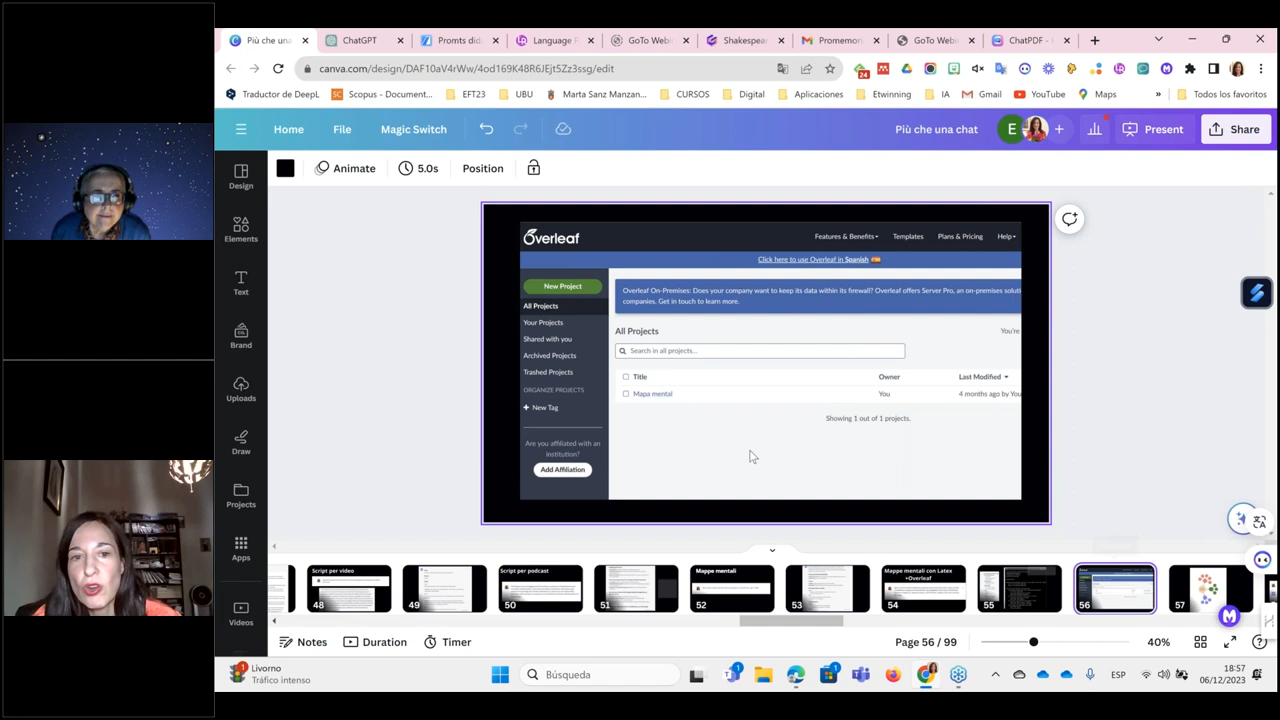 Più che una chat
ChatGPT
Promts did
Language R
GoTo Webi
Shakespear
Promemor
GoTo Webi
ChatPDF -
canva.com/design/DAF10aV4rWw/4od169K48R6JEjt5Zz3ssg/edit
24
Traductor de DeepL
Scopus - Document...
EFT23
UBU
Marta Sanz Manzan...
CURSOS
Digital
Aplicaciones
Etwinning
IA
Gmail
YouTube
Maps
»
Todos los favoritos
Home
File
Magic Switch
Più che una chat
E
Present
Share
Animate
5.0s
Position
Design
Elements
Text
Brand
Uploads
Draw
Projects
Apps
Videos
Overleaf
Features & Benefits
Templates
Plans & Pricing
Help
Click here to use Overleaf in Spanish
New Project
All Projects
Your Projects
Shared with you
Archived Projects
Trashed Projects
ORGANIZE PROJECTS
+ New Tag
Are you affiliated with an
institution?
Add Affiliation
Overleaf On-Premises: Does your company want to keep its data within its firewall? Overleaf offers Server Pro, an on-premises soluti
companies. Get in touch to learn more.
All Projects
You're
Search in all projects...
Title
Owner
Last Modified
Mapa mental
You
4 months ago by You
Showing 1 out of 1 projects.
Script per video
48
49
Script per podcast
50
51
Mappe mentali
52
53
Mappe mentali con Latex
+Overleaf
54
55
56
57
Notes
Duration
Timer
Page 56 / 99
40%
Livorno
Tráfico intenso
Búsqueda
ESP
18:57
06/12/2023